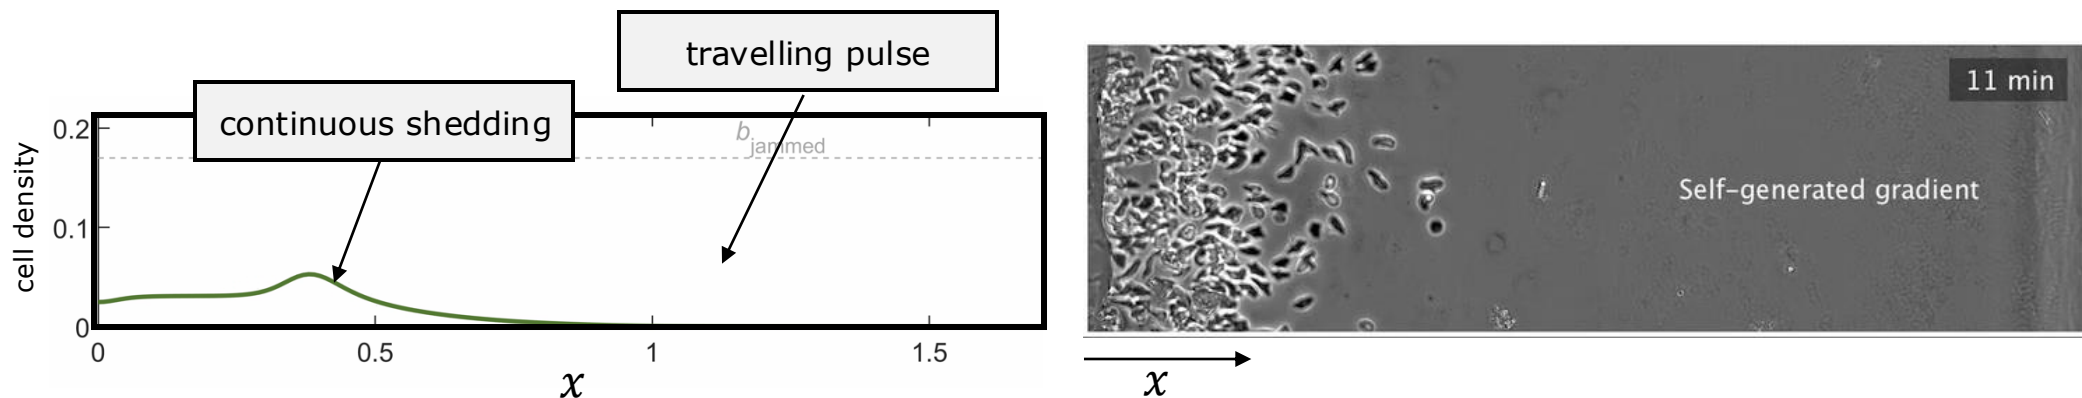 travelling pulse
continuous shedding
b jammed
cell density
0.2
0.1
0
0
0.5
1
1.5
x
11 min
Self-generated gradient
x